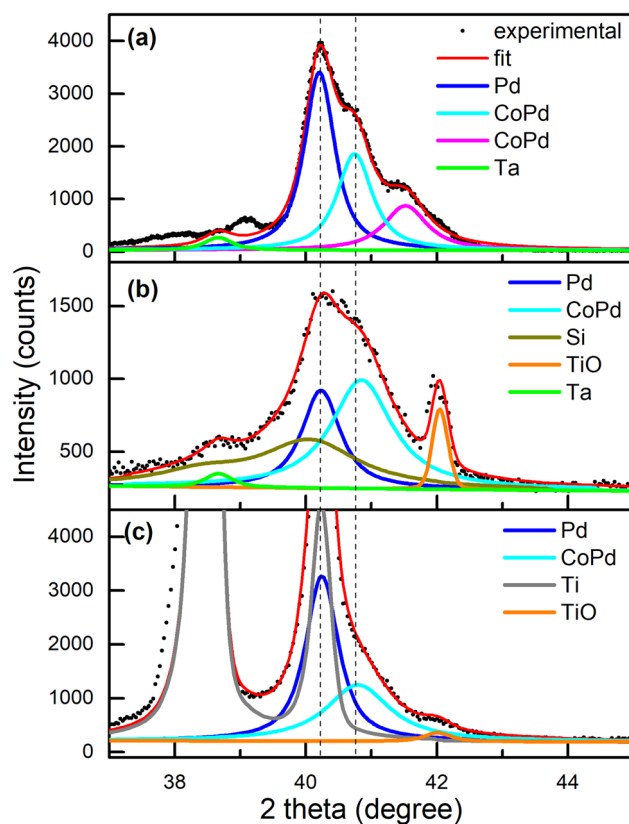 (a)
experimental
fit
Pd
CoPd
CoPd
Ta
4000
3000
2000
1000
0
(b)
Pd
CoPd
Si
TiO
Ta
1500
1000
500
(c)
Pd
CoPd
Ti
TiO
4000
3000
2000
1000
0
Intensity (counts)
38 40 42 44
2 theta (degree)